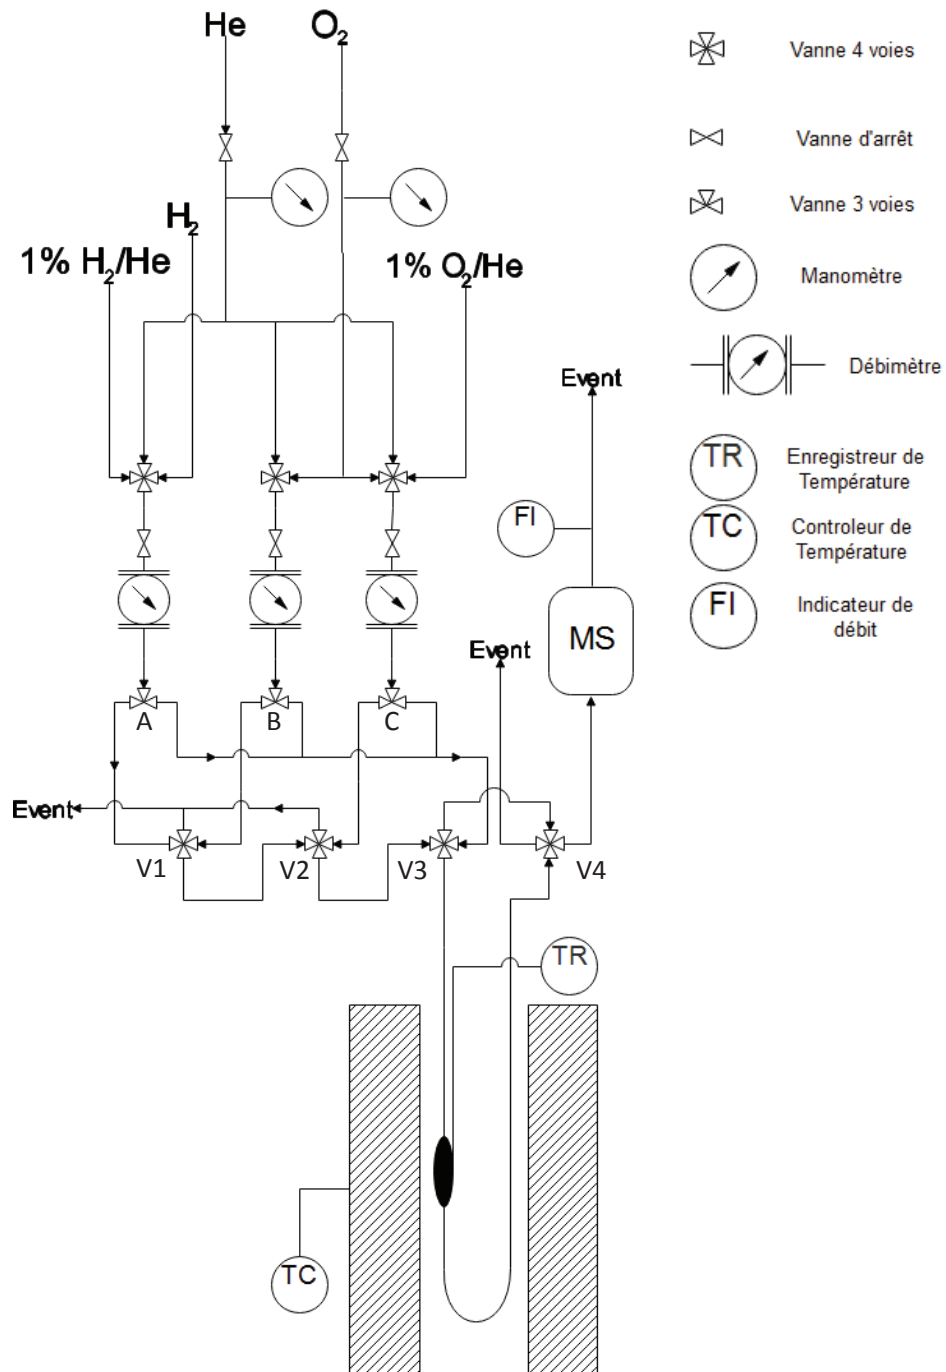 He
O2
H2
1% H2/He
1% O2/He
Event
FI
MS
Event
A
B
C
Event
V1
V2
V3
V4
TR
TC
Vanne 4 voies
Vanne d'arrêt
Vanne 3 voies
Manomètre
Débimètre
TR
Enregistreur de
Température
TC
Controleur de
Température
FI
Indicateur de
débit